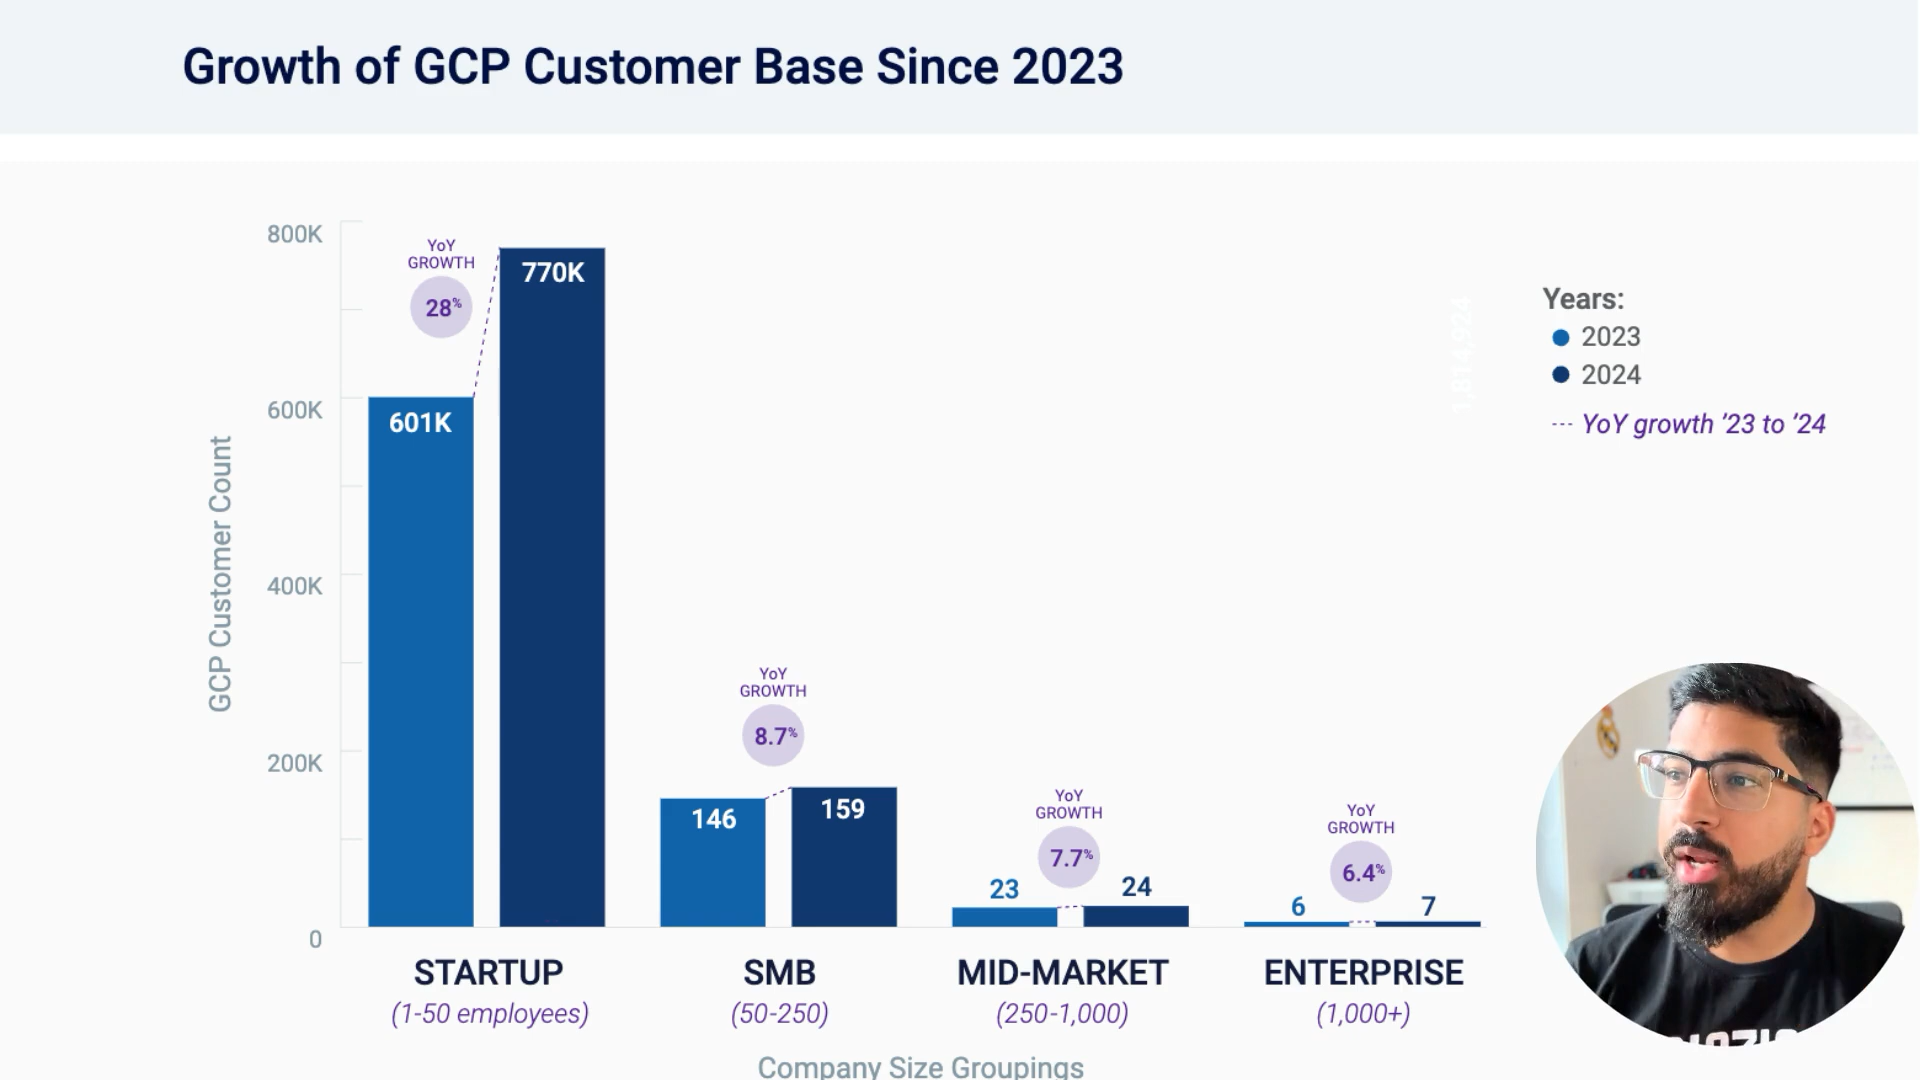 Growth of GCP Customer Base Since 2023
GCP Customer Count
800K
600K
400K
200K
0
YoY
GROWTH
28%
601K
770K
YoY
GROWTH
8.7%
146
159
YoY
GROWTH
7.7%
23
24
YoY
GROWTH
6.4%
6
7
STARTUP
(1-50 employees)
SMB
(50-250)
MID-MARKET
(250-1,000)
ENTERPRISE
(1,000+)
Company Size Groupings
1,814,924
Years:
2023
2024
YoY growth '23 to '24